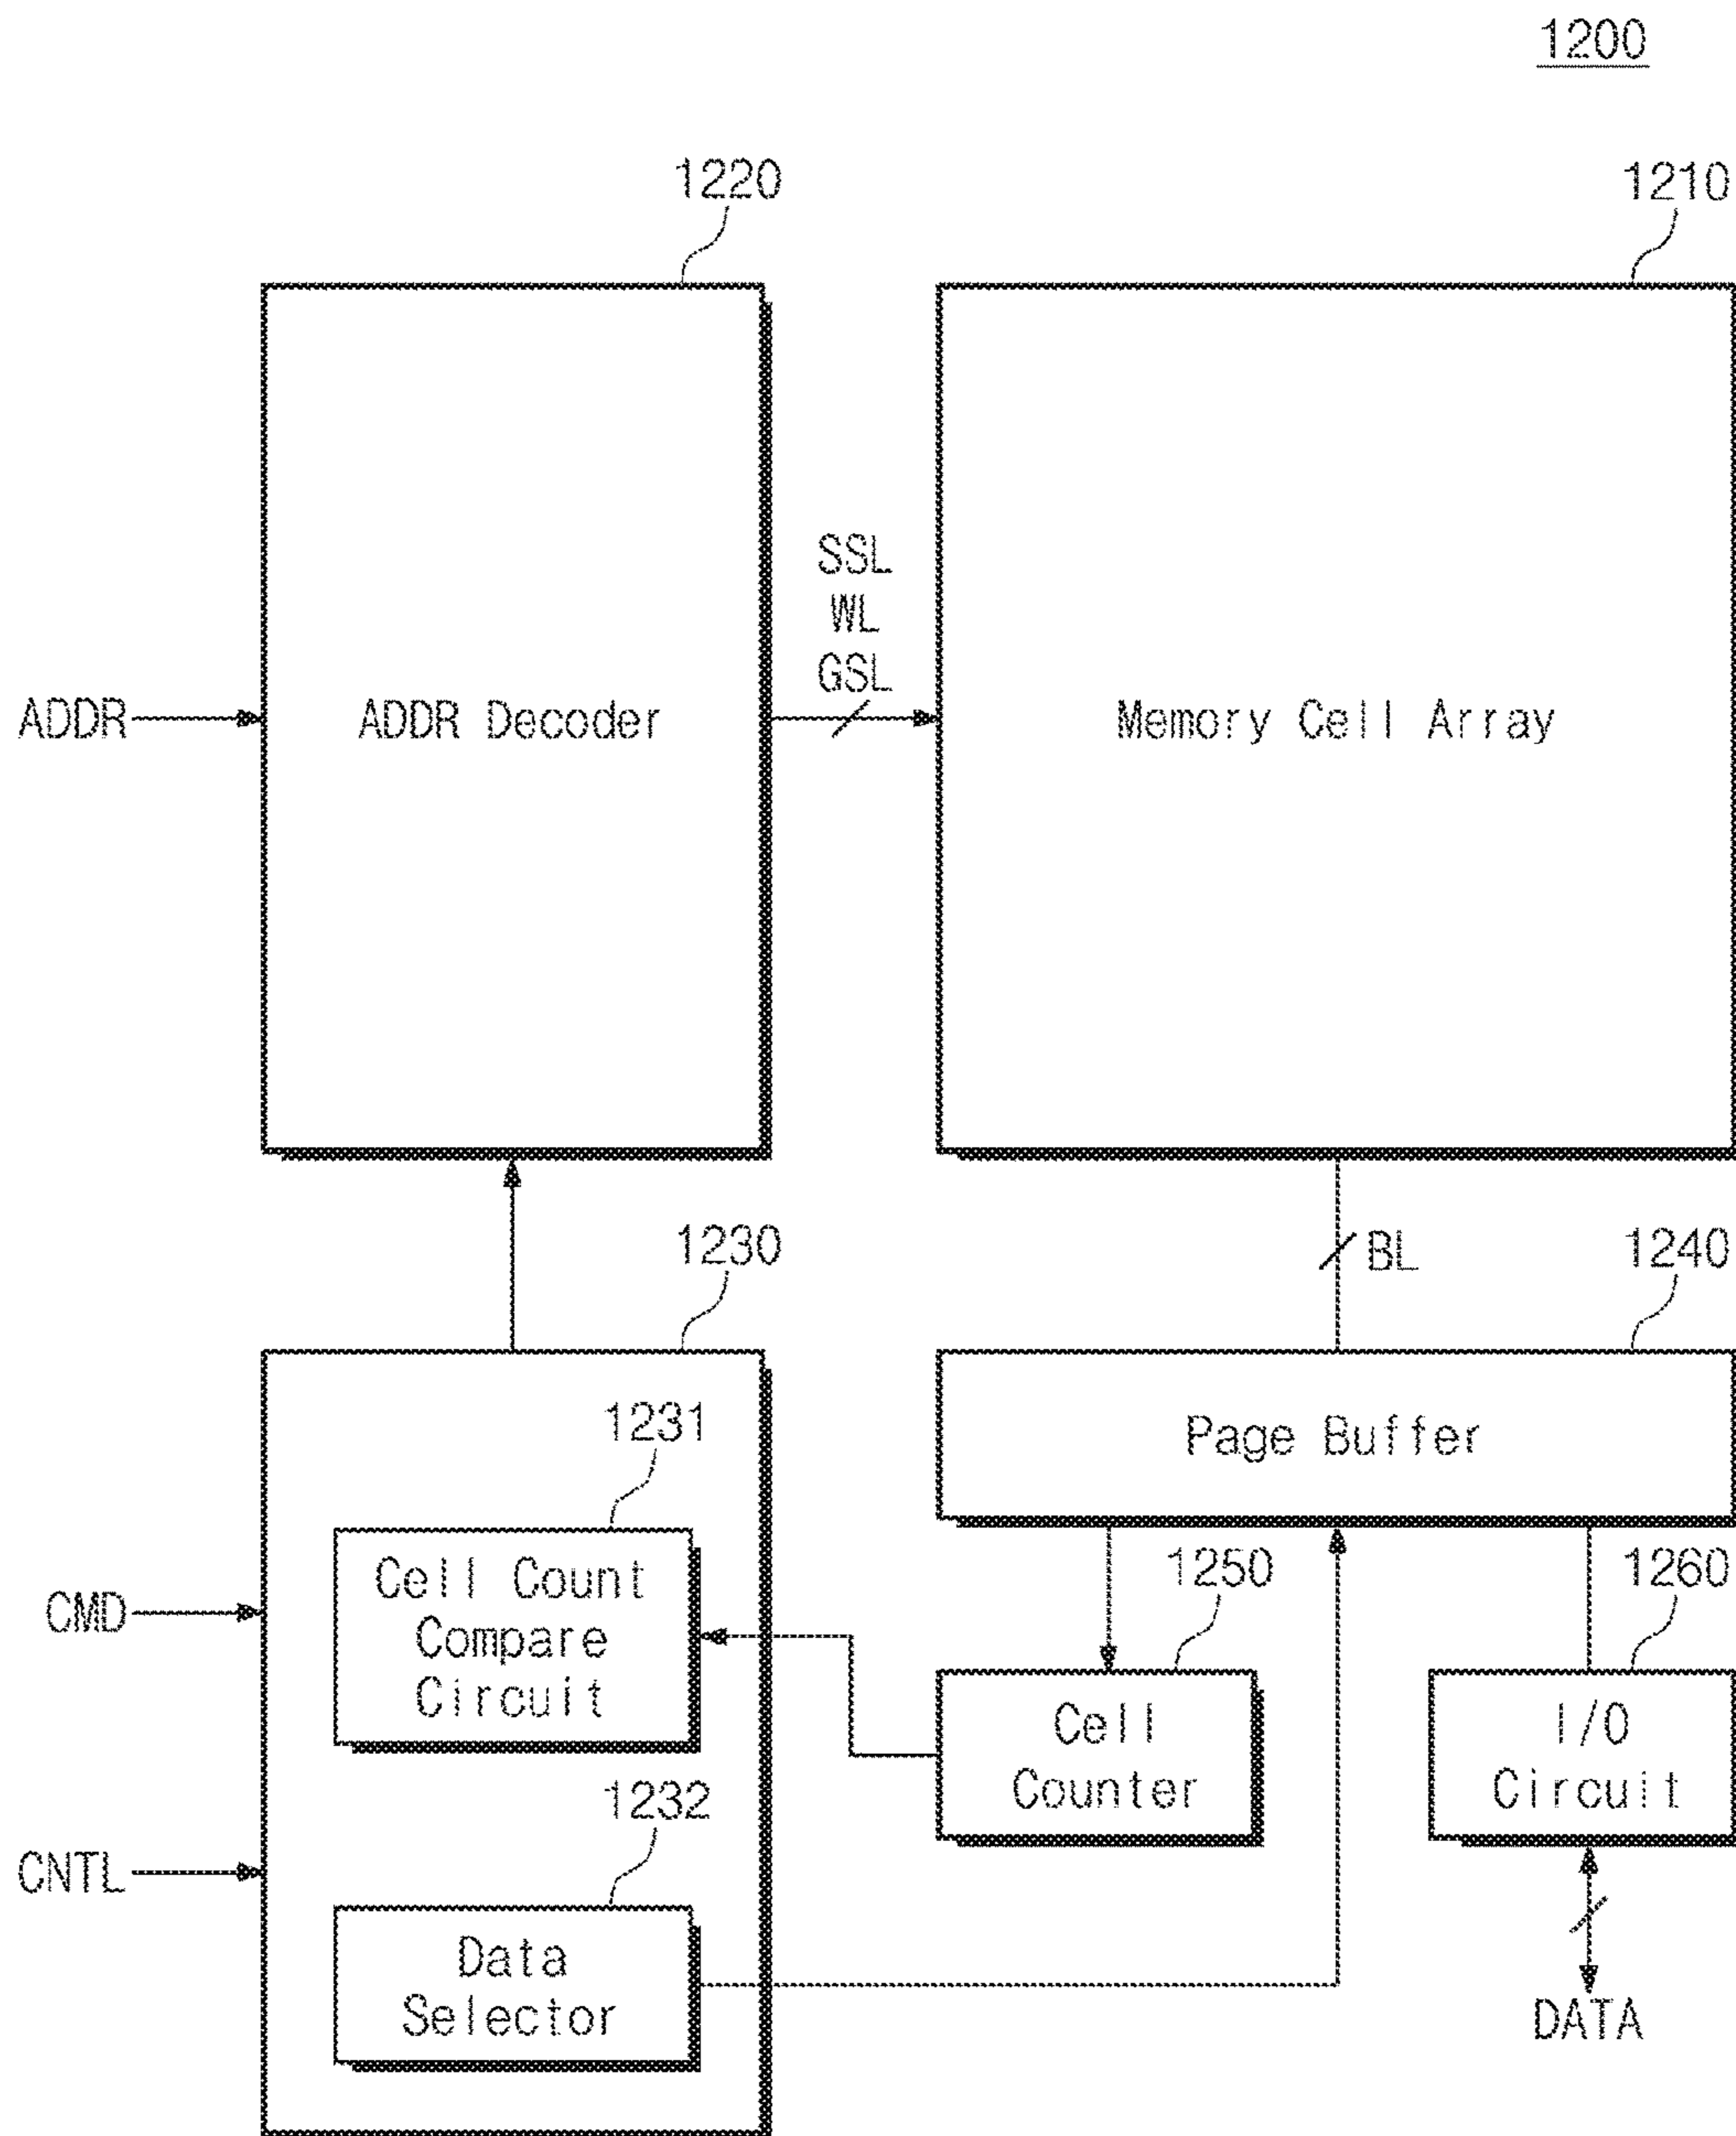 1200
1220
1210
SSL
WL
GSL
ADDR
ADDR Decoder
Memory Cell Array
1230
BL
1240
1231
Page Buffer
Cell Count
Compare
Circuit
CMD
1250
1260
Cell
Counter
I/O
Circuit
1232
CNTL
Data
Selector
DATA